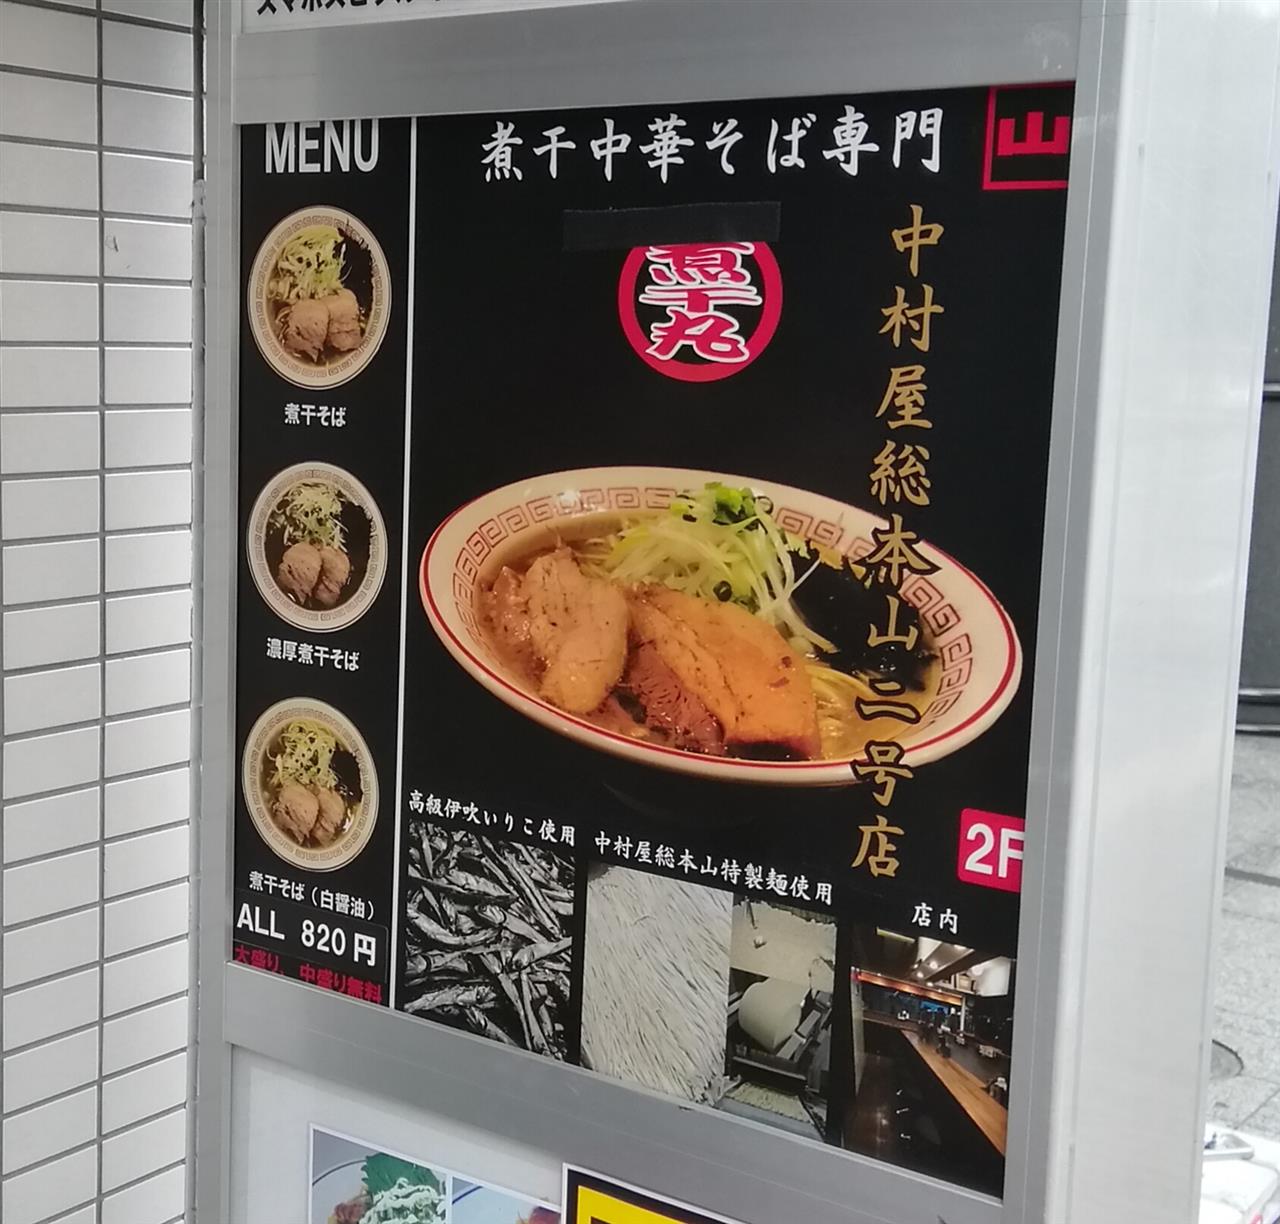 MENU
煮干そば
濃厚煮干そば
煮干そば（白醤油）
ALL 820円
大盛り、中盛り無料
煮干中華そば専門
山
煮干丸
中村屋総本山二号店
2F
高級伊吹いりこ使用
中村屋総本山特製麺使用
店内